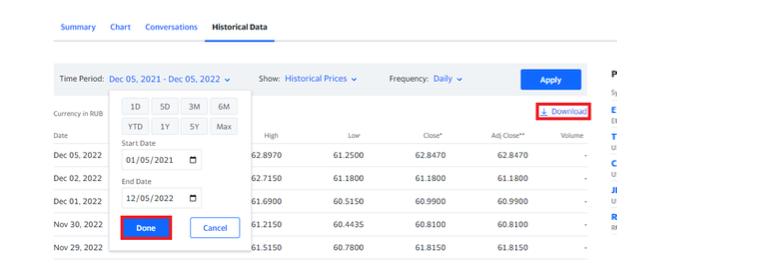 Summary Chart Conversations Historical Data
Time Period: Dec 05, 2021 - Dec 05, 2022 Show: Historical Prices Frequency: Daily Apply
1D 5D 3M 6M
Currency in RUB Download
YTD 1Y 5Y Max
Date High Low Close* Adj Close** Volume
Start Date
Dec 05, 2022 01/05/2021 62.8970 61.2500 62.8470 62.8470 -
End Date
Dec 02, 2022 62.7150 61.1800 61.1800 61.1800 -
Dec 01, 2022 12/05/2022 61.6900 60.5150 60.9900 60.9900 -
Nov 30, 2022 Done Cancel 61.2150 60.4435 60.8100 60.8100 -
Nov 29, 2022 61.5150 60.7800 61.8150 61.8150 -